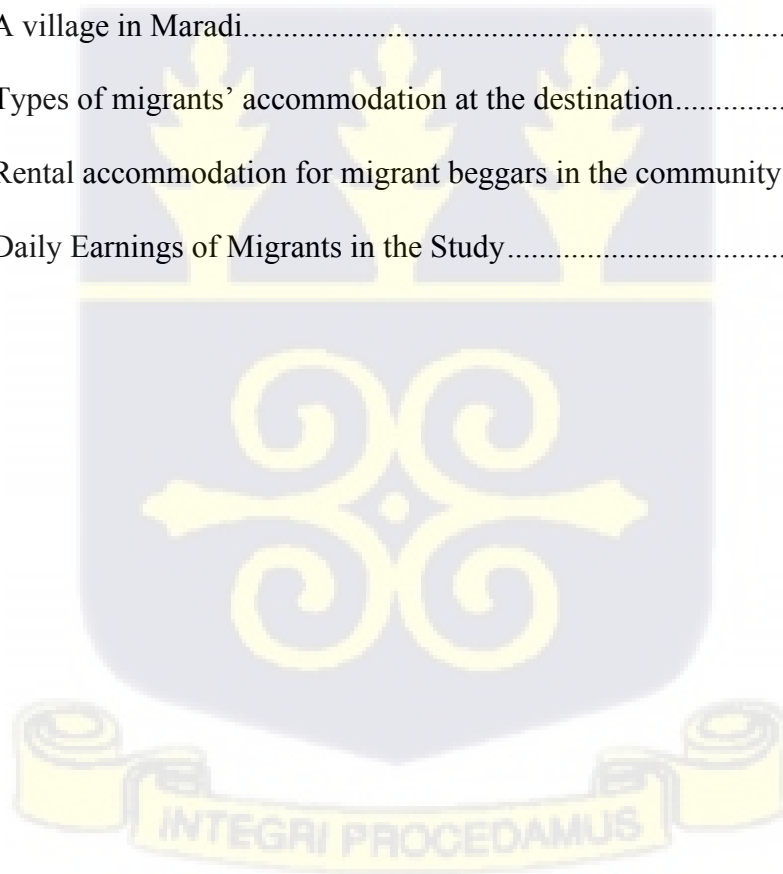 A village in Maradi........................................................................
Types of migrants’ accommodation at the destination.............
Rental accommodation for migrant beggars in the community
Daily Earnings of Migrants in the Study..................................
INTEGRI PROCEDAMUS